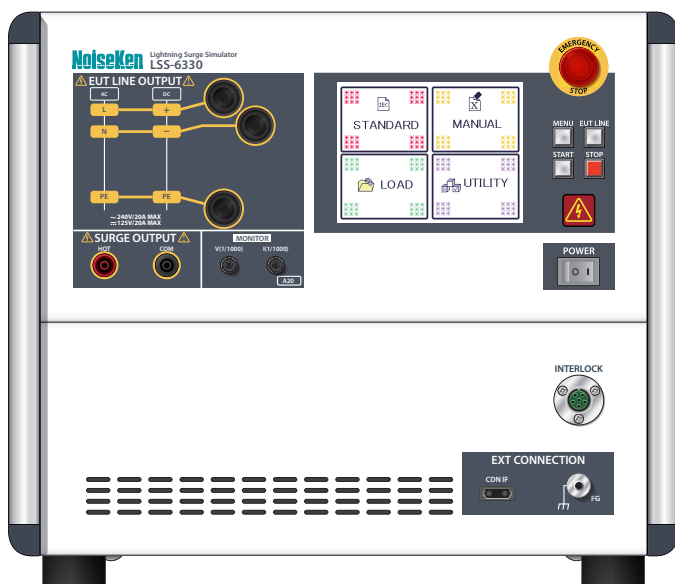 NoiseKen
Lightning Surge Simulator
LSS-6330
EUT LINE OUTPUT
AC
DC
L
+
N
−
PE
PE
~240V/20A MAX
⎓125V/20A MAX
SURGE OUTPUT
HOT
COM
MONITOR
V(1/1000)
I(1/1000)
A20
IEC
STANDARD
X
MANUAL
LOAD
UTILITY
EMERGENCY
STOP
MENU
EUT LINE
START
STOP
POWER
O I
INTERLOCK
EXT CONNECTION
CDN IF
FG